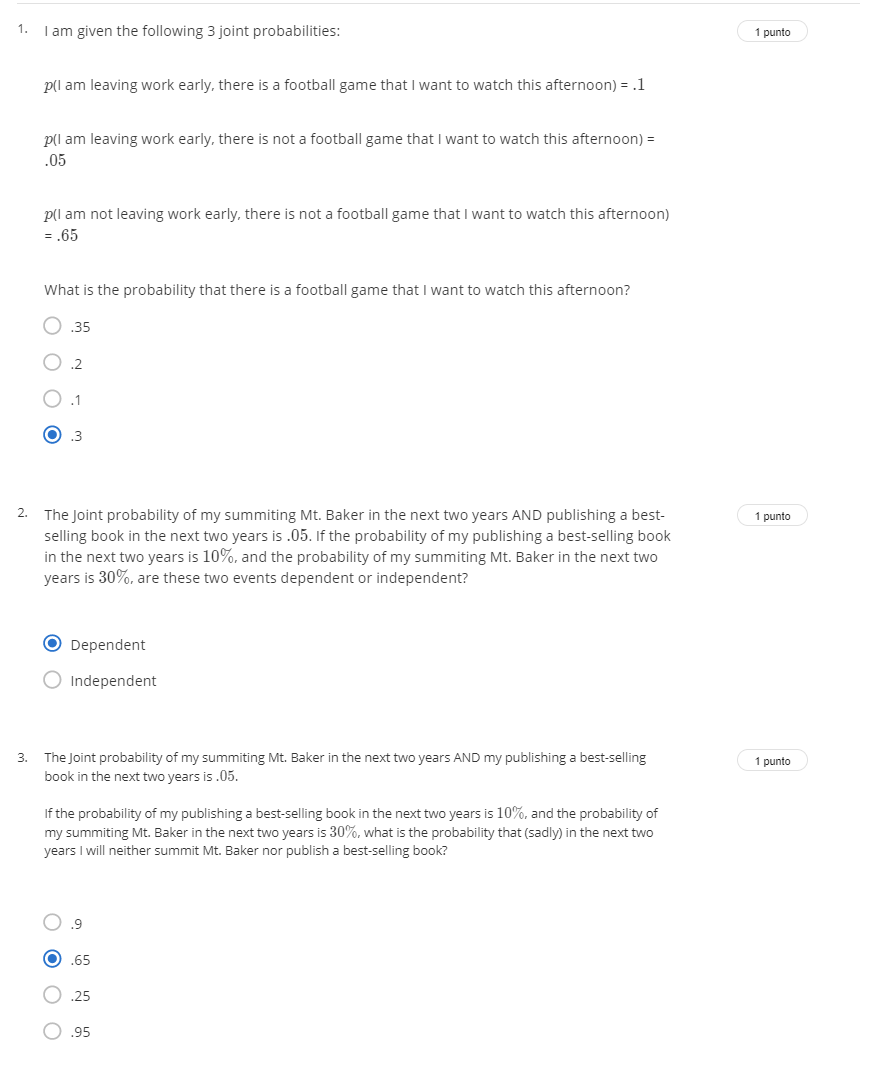 1. I am given the following 3 joint probabilities:
1 punto
p(I am leaving work early, there is a football game that I want to watch this afternoon) = .1
p(I am leaving work early, there is not a football game that I want to watch this afternoon) =
.05
p(I am not leaving work early, there is not a football game that I want to watch this afternoon)
= .65
What is the probability that there is a football game that I want to watch this afternoon?
.35
.2
.1
.3
2. The Joint probability of my summiting Mt. Baker in the next two years AND publishing a best-
1 punto
selling book in the next two years is .05. If the probability of my publishing a best-selling book
in the next two years is 10%, and the probability of my summiting Mt. Baker in the next two
years is 30%, are these two events dependent or independent?
Dependent
Independent
3. The Joint probability of my summiting Mt. Baker in the next two years AND my publishing a best-selling
1 punto
book in the next two years is .05.
If the probability of my publishing a best-selling book in the next two years is 10%, and the probability of
my summiting Mt. Baker in the next two years is 30%, what is the probability that (sadly) in the next two
years I will neither summit Mt. Baker nor publish a best-selling book?
.9
.65
.25
.95